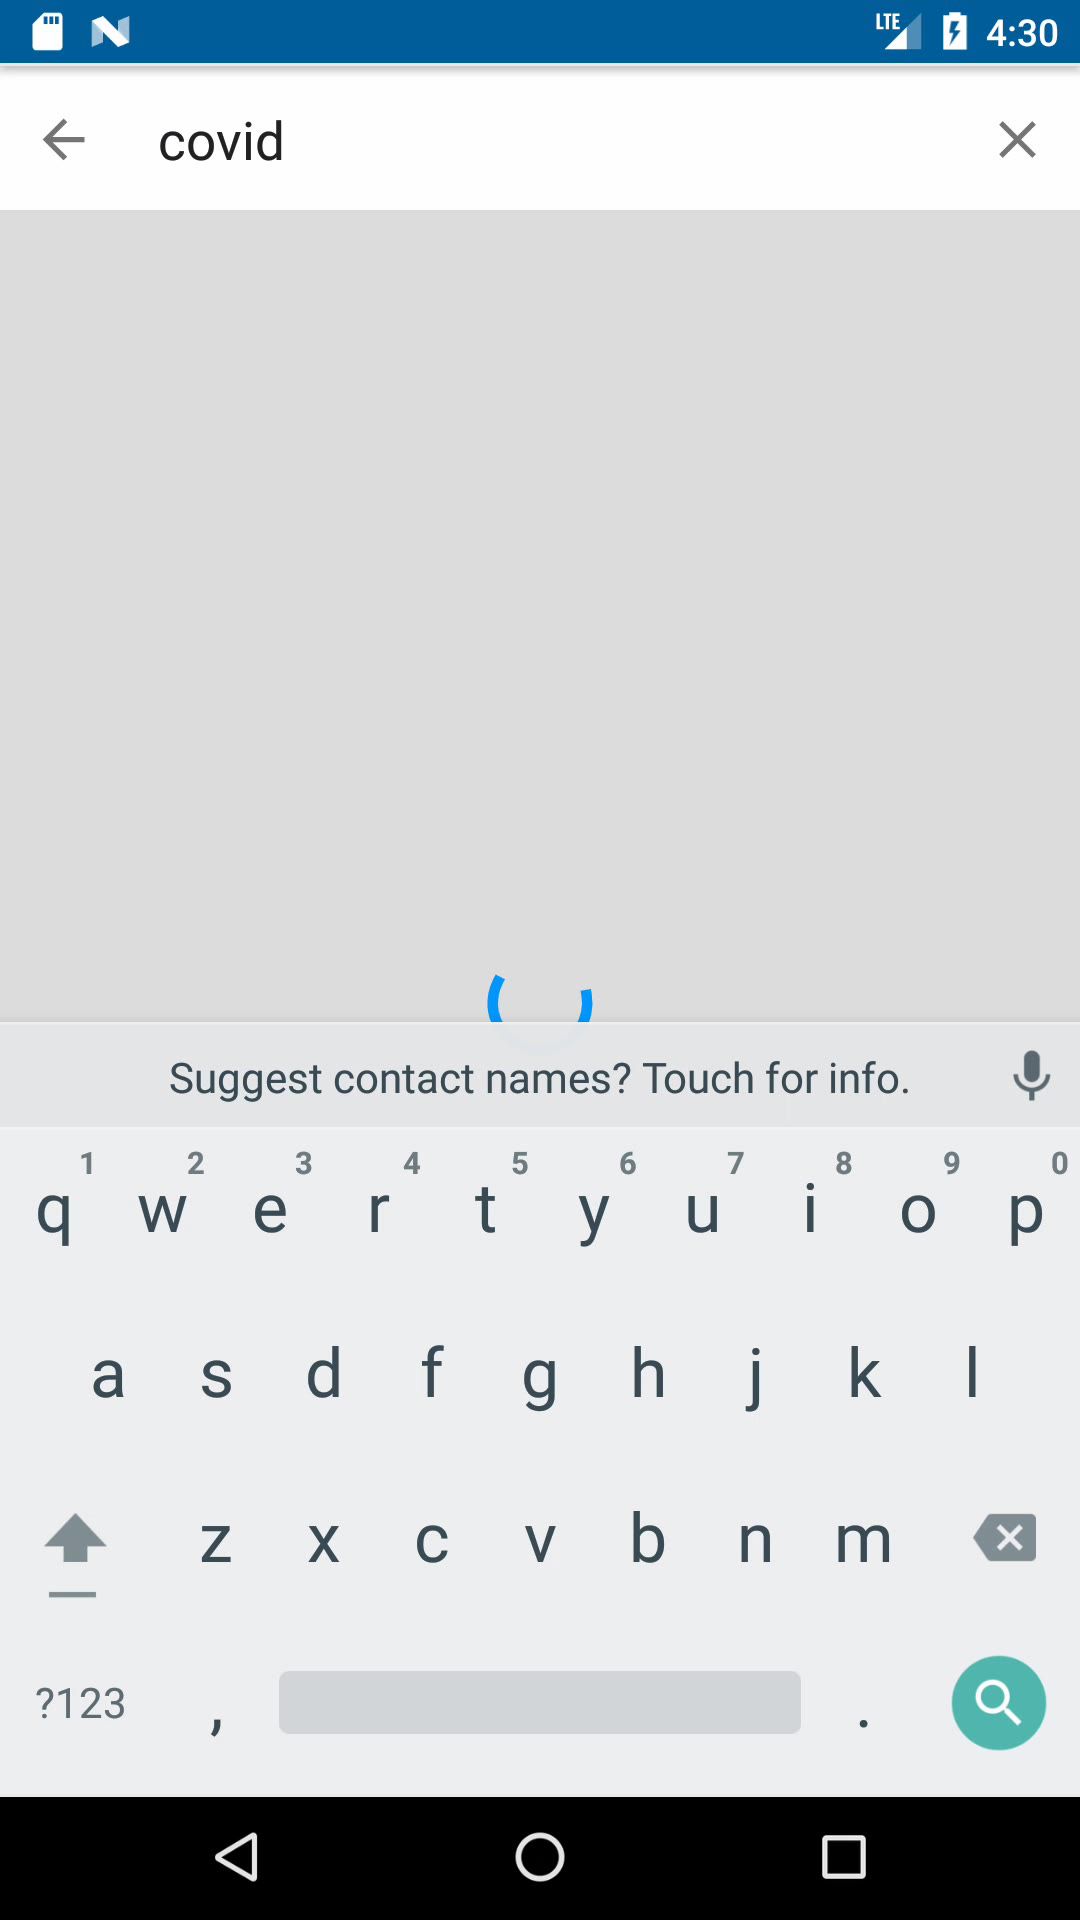 LTE 4:30
covid
Suggest contact names? Touch for info.
1 2 3 4 5 6 7 8 9 0
q w e r t y u i o p
a s d f g h j k l
z x c v b n m
?123 , .